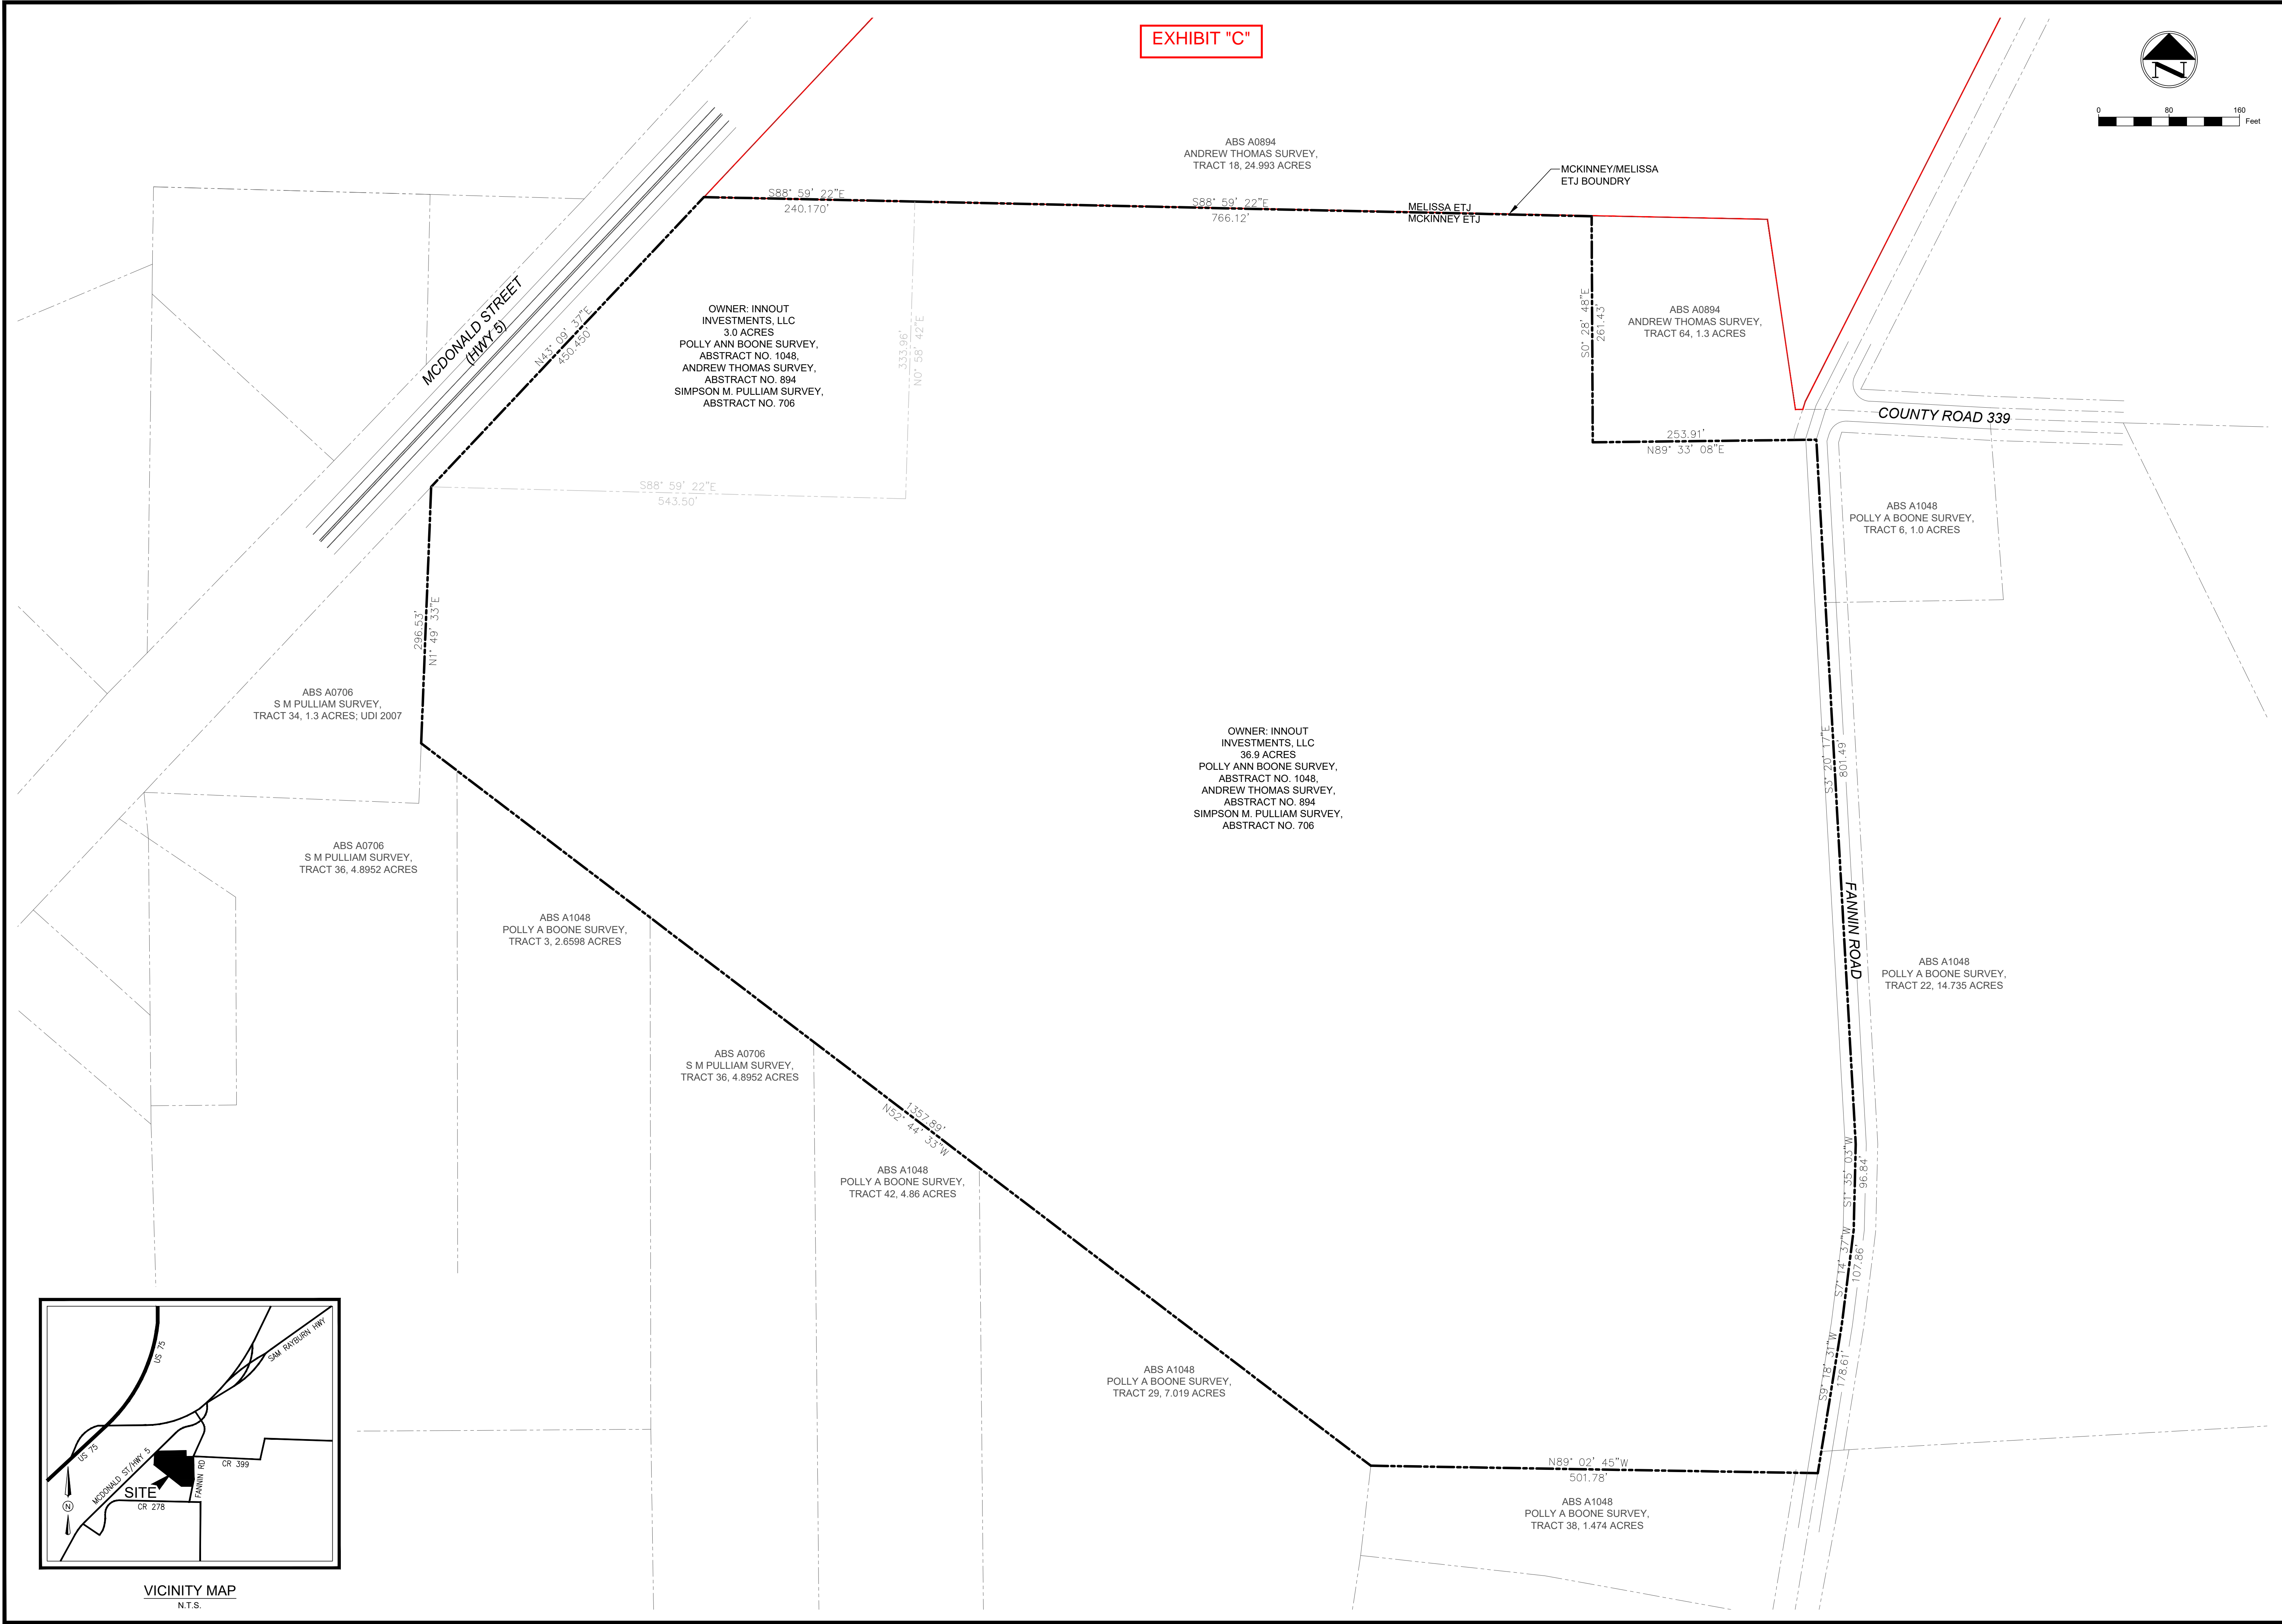 EXHIBIT "C"
0 80 160
Feet
ABS A0894
ANDREW THOMAS SURVEY,
TRACT 18, 24.993 ACRES
MCKINNEY/MELISSA
ETJ BOUNDRY
S88° 59' 22"E
240.170'
S88° 59' 22"E
766.12'
MELISSA ETJ
MCKINNEY ETJ
MCDONALD STREET
(HWY 5)
N43° 09' 37"E
450.450'
OWNER: INNOUT
INVESTMENTS, LLC
3.0 ACRES
POLLY ANN BOONE SURVEY,
ABSTRACT NO. 1048,
ANDREW THOMAS SURVEY,
ABSTRACT NO. 894
SIMPSON M. PULLIAM SURVEY,
ABSTRACT NO. 706
333.96'
N0° 58' 42"E
S0° 28' 48"E
261.43'
ABS A0894
ANDREW THOMAS SURVEY,
TRACT 64, 1.3 ACRES
COUNTY ROAD 339
253.91'
N89° 33' 08"E
S88° 59' 22"E
543.50'
ABS A1048
POLLY A BOONE SURVEY,
TRACT 6, 1.0 ACRES
296.53'
N1° 49' 33"E
ABS A0706
S M PULLIAM SURVEY,
TRACT 34, 1.3 ACRES; UDI 2007
OWNER: INNOUT
INVESTMENTS, LLC
36.9 ACRES
POLLY ANN BOONE SURVEY,
ABSTRACT NO. 1048,
ANDREW THOMAS SURVEY,
ABSTRACT NO. 894
SIMPSON M. PULLIAM SURVEY,
ABSTRACT NO. 706
S3° 20' 17"E
801.49'
ABS A0706
S M PULLIAM SURVEY,
TRACT 36, 4.8952 ACRES
ABS A1048
POLLY A BOONE SURVEY,
TRACT 3, 2.6598 ACRES
FANNIN ROAD
ABS A1048
POLLY A BOONE SURVEY,
TRACT 22, 14.735 ACRES
ABS A0706
S M PULLIAM SURVEY,
TRACT 36, 4.8952 ACRES
1357.89'
N52° 44' 33"W
ABS A1048
POLLY A BOONE SURVEY,
TRACT 42, 4.86 ACRES
S1° 35' 03"W
96.84'
S7° 14' 37"W
107.86'
S9° 18' 31"W
178.61'
ABS A1048
POLLY A BOONE SURVEY,
TRACT 29, 7.019 ACRES
N89° 02' 45"W
501.78'
ABS A1048
POLLY A BOONE SURVEY,
TRACT 38, 1.474 ACRES
US 75
SAM RAYBURN HWY
US 75
MCDONALD ST/HWY 5
FANNIN RD
CR 399
SITE
CR 278
N
VICINITY MAP
N.T.S.
N